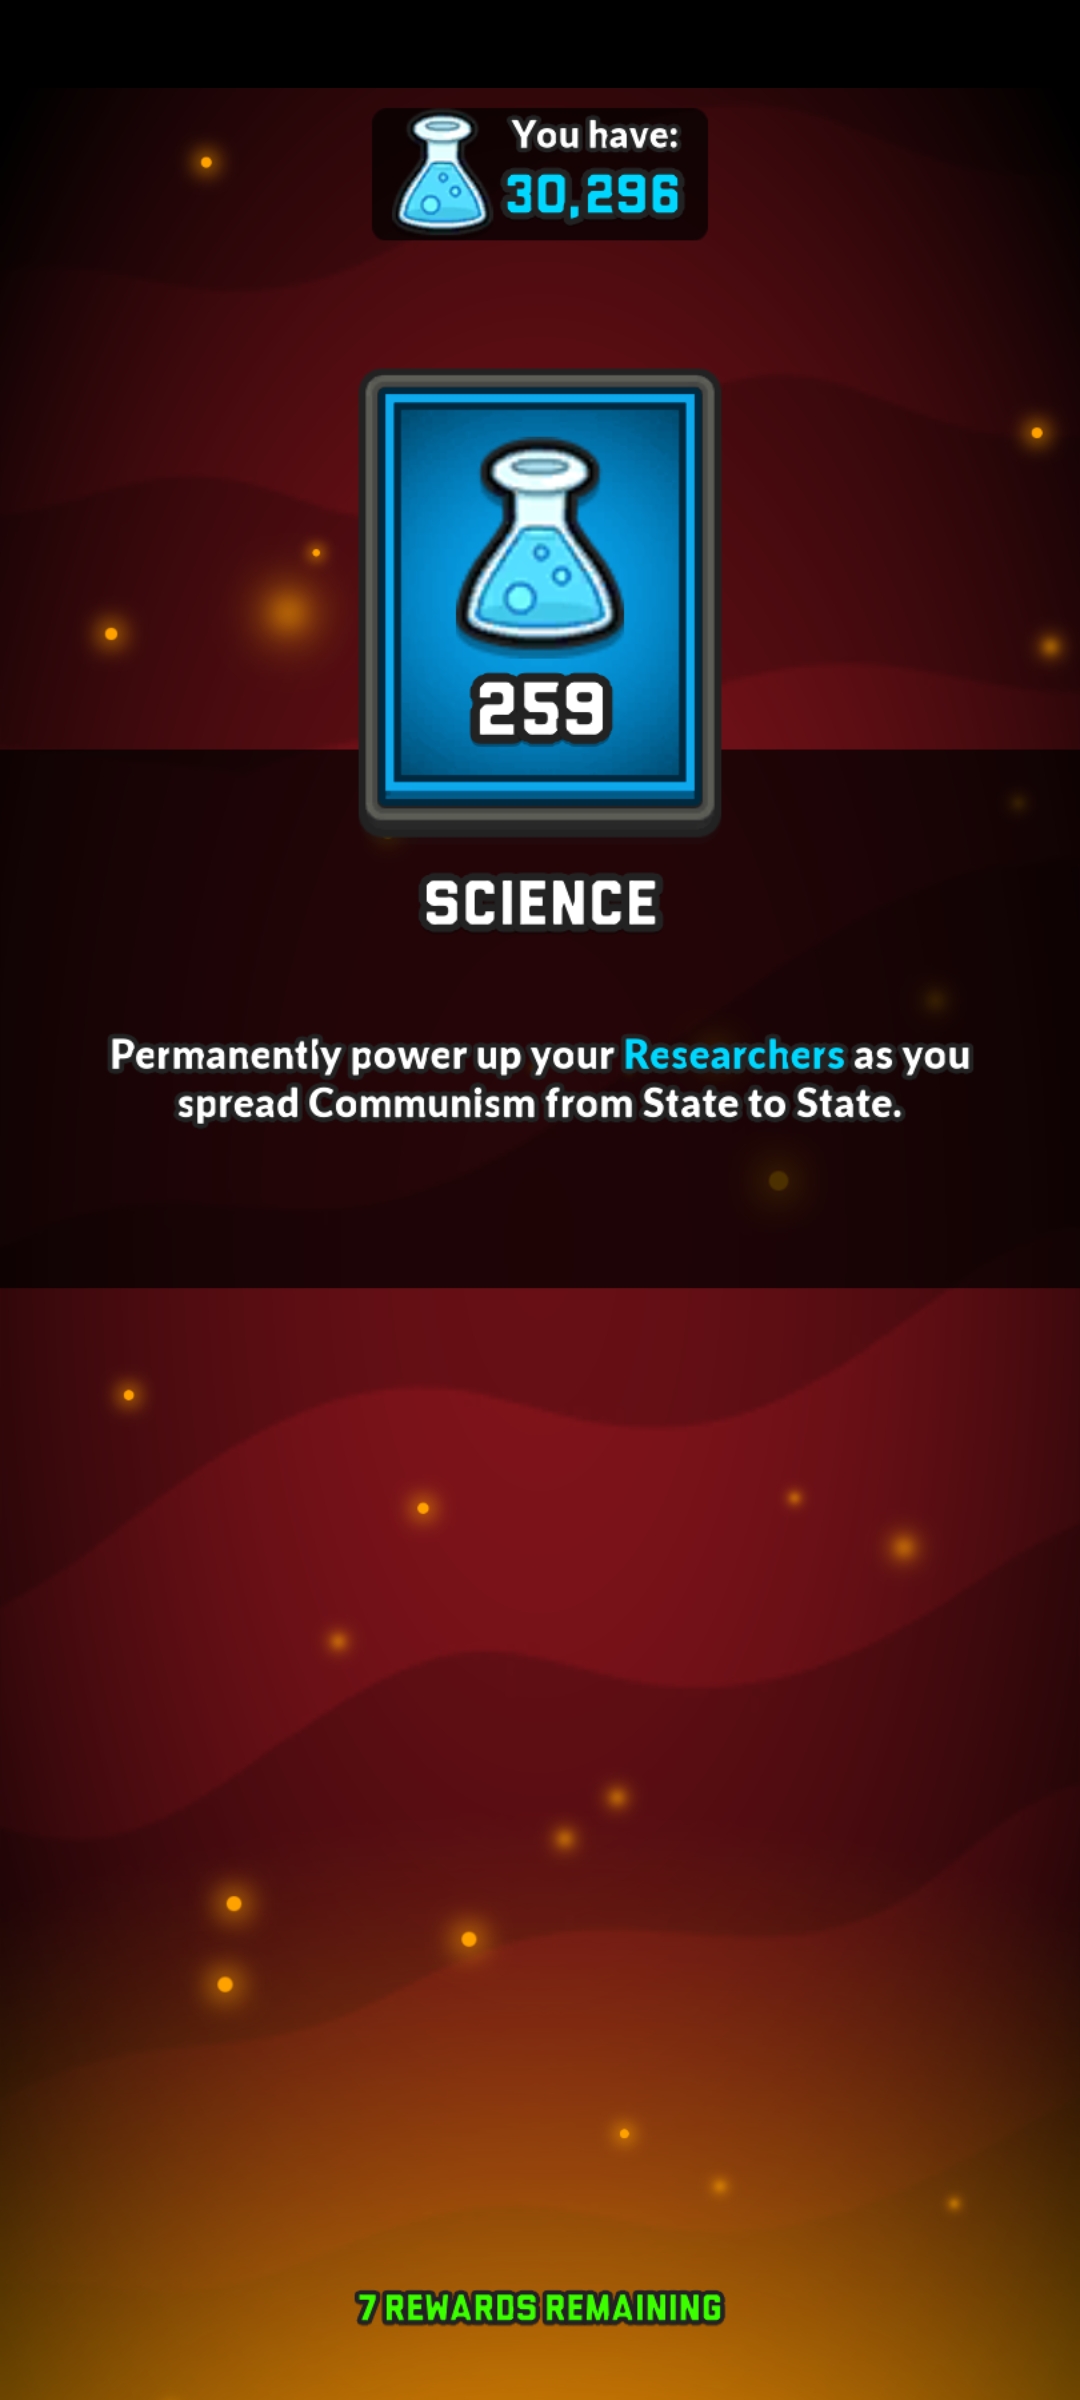 You have:
30,296
259
SCIENCE
Permanently power up your Researchers as you
spread Communism from State to State.
7 REWARDS REMAINING